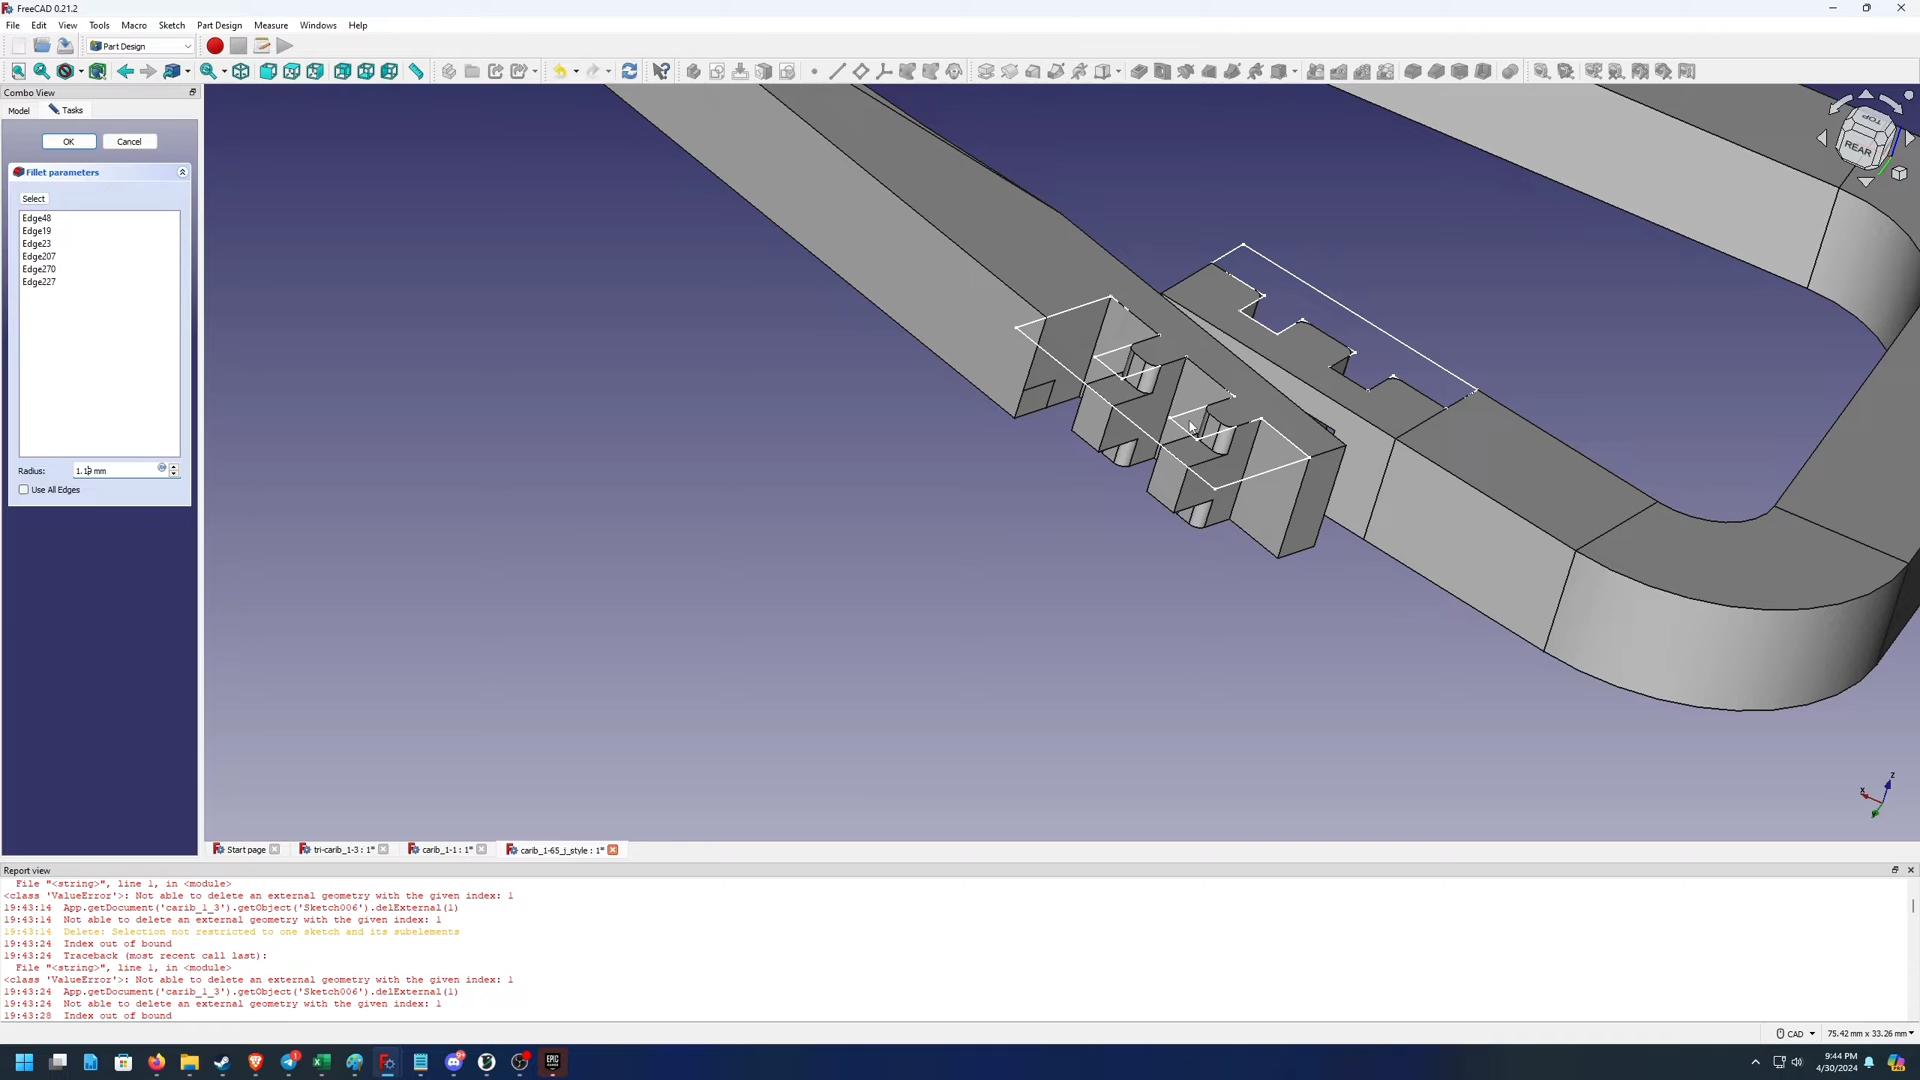 FreeCAD 0.21.2
File Edit View Tools Macro Sketch Part Design Measure Windows Help
Part Design
Combo View
Model Tasks
OK Cancel
Fillet parameters
Select
Edge48
Edge19
Edge23
Edge207
Edge270
Edge227
Radius:
Use All Edges
TOP
REAR
z
x
y
Start page tri-carib_1-3 : 1* carib_1-1 : 1* carib_1-65_j_style : 1*
Report view
File "<string>", line 1, in <module>
<class 'ValueError'>: Not able to delete an external geometry with the given index: 1
19:43:14 App.getDocument('carib_1_3').getObject('Sketch006').delExternal(1)
19:43:14 Not able to delete an external geometry with the given index: 1
19:43:14 Delete: Selection not restricted to one sketch and its subelements
19:43:24 Index out of bound
19:43:24 Traceback (most recent call last):
File "<string>", line 1, in <module>
<class 'ValueError'>: Not able to delete an external geometry with the given index: 1
19:43:24 App.getDocument('carib_1_3').getObject('Sketch006').delExternal(1)
19:43:24 Not able to delete an external geometry with the given index: 1
19:43:28 Index out of bound
CAD 75.42 mm x 33.26 mm
EPIC
9:44 PM
4/30/2024